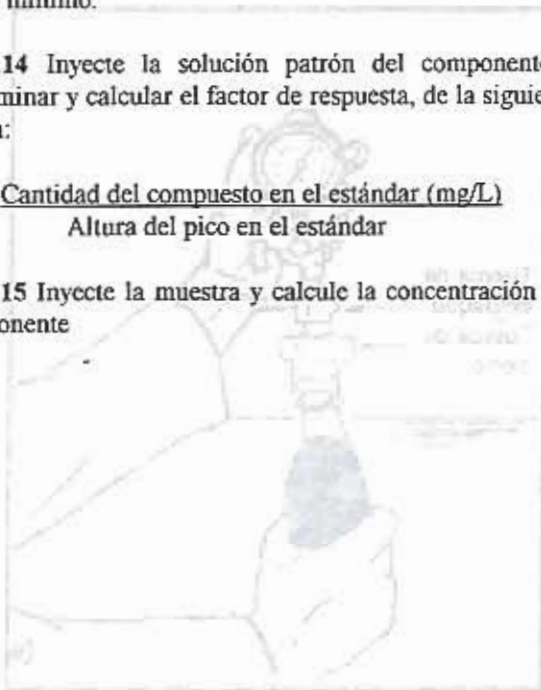 mínimo.
14 Inyecte la solución patrón del component
minar y calcular el factor de respuesta, de la siguie
:
Cantidad del compuesto en el estándar (mg/L)
Altura del pico en el estándar
15 Inyecte la muestra y calcule la concentración
onente